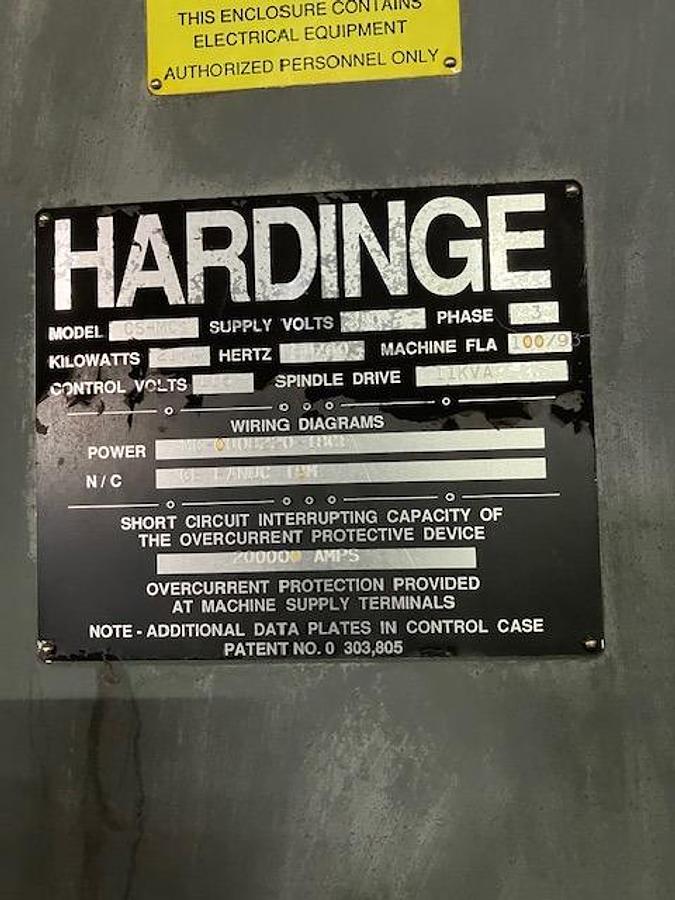 THIS ENCLOSURE CONTAINS
ELECTRICAL EQUIPMENT
AUTHORIZED PERSONNEL ONLY
HARDINGE
MODEL SUPPLY VOLTS PHASE 3
KILOWATTS HERTZ MACHINE FLA 100/93
CONTROL VOLTS SPINDLE DRIVE 11KVA
WIRING DIAGRAMS
POWER
N/C
SHORT CIRCUIT INTERRUPTING CAPACITY OF
THE OVERCURRENT PROTECTIVE DEVICE
200000 AMPS
OVERCURRENT PROTECTION PROVIDED
AT MACHINE SUPPLY TERMINALS
NOTE - ADDITIONAL DATA PLATES IN CONTROL CASE
PATENT NO. 0 303,805